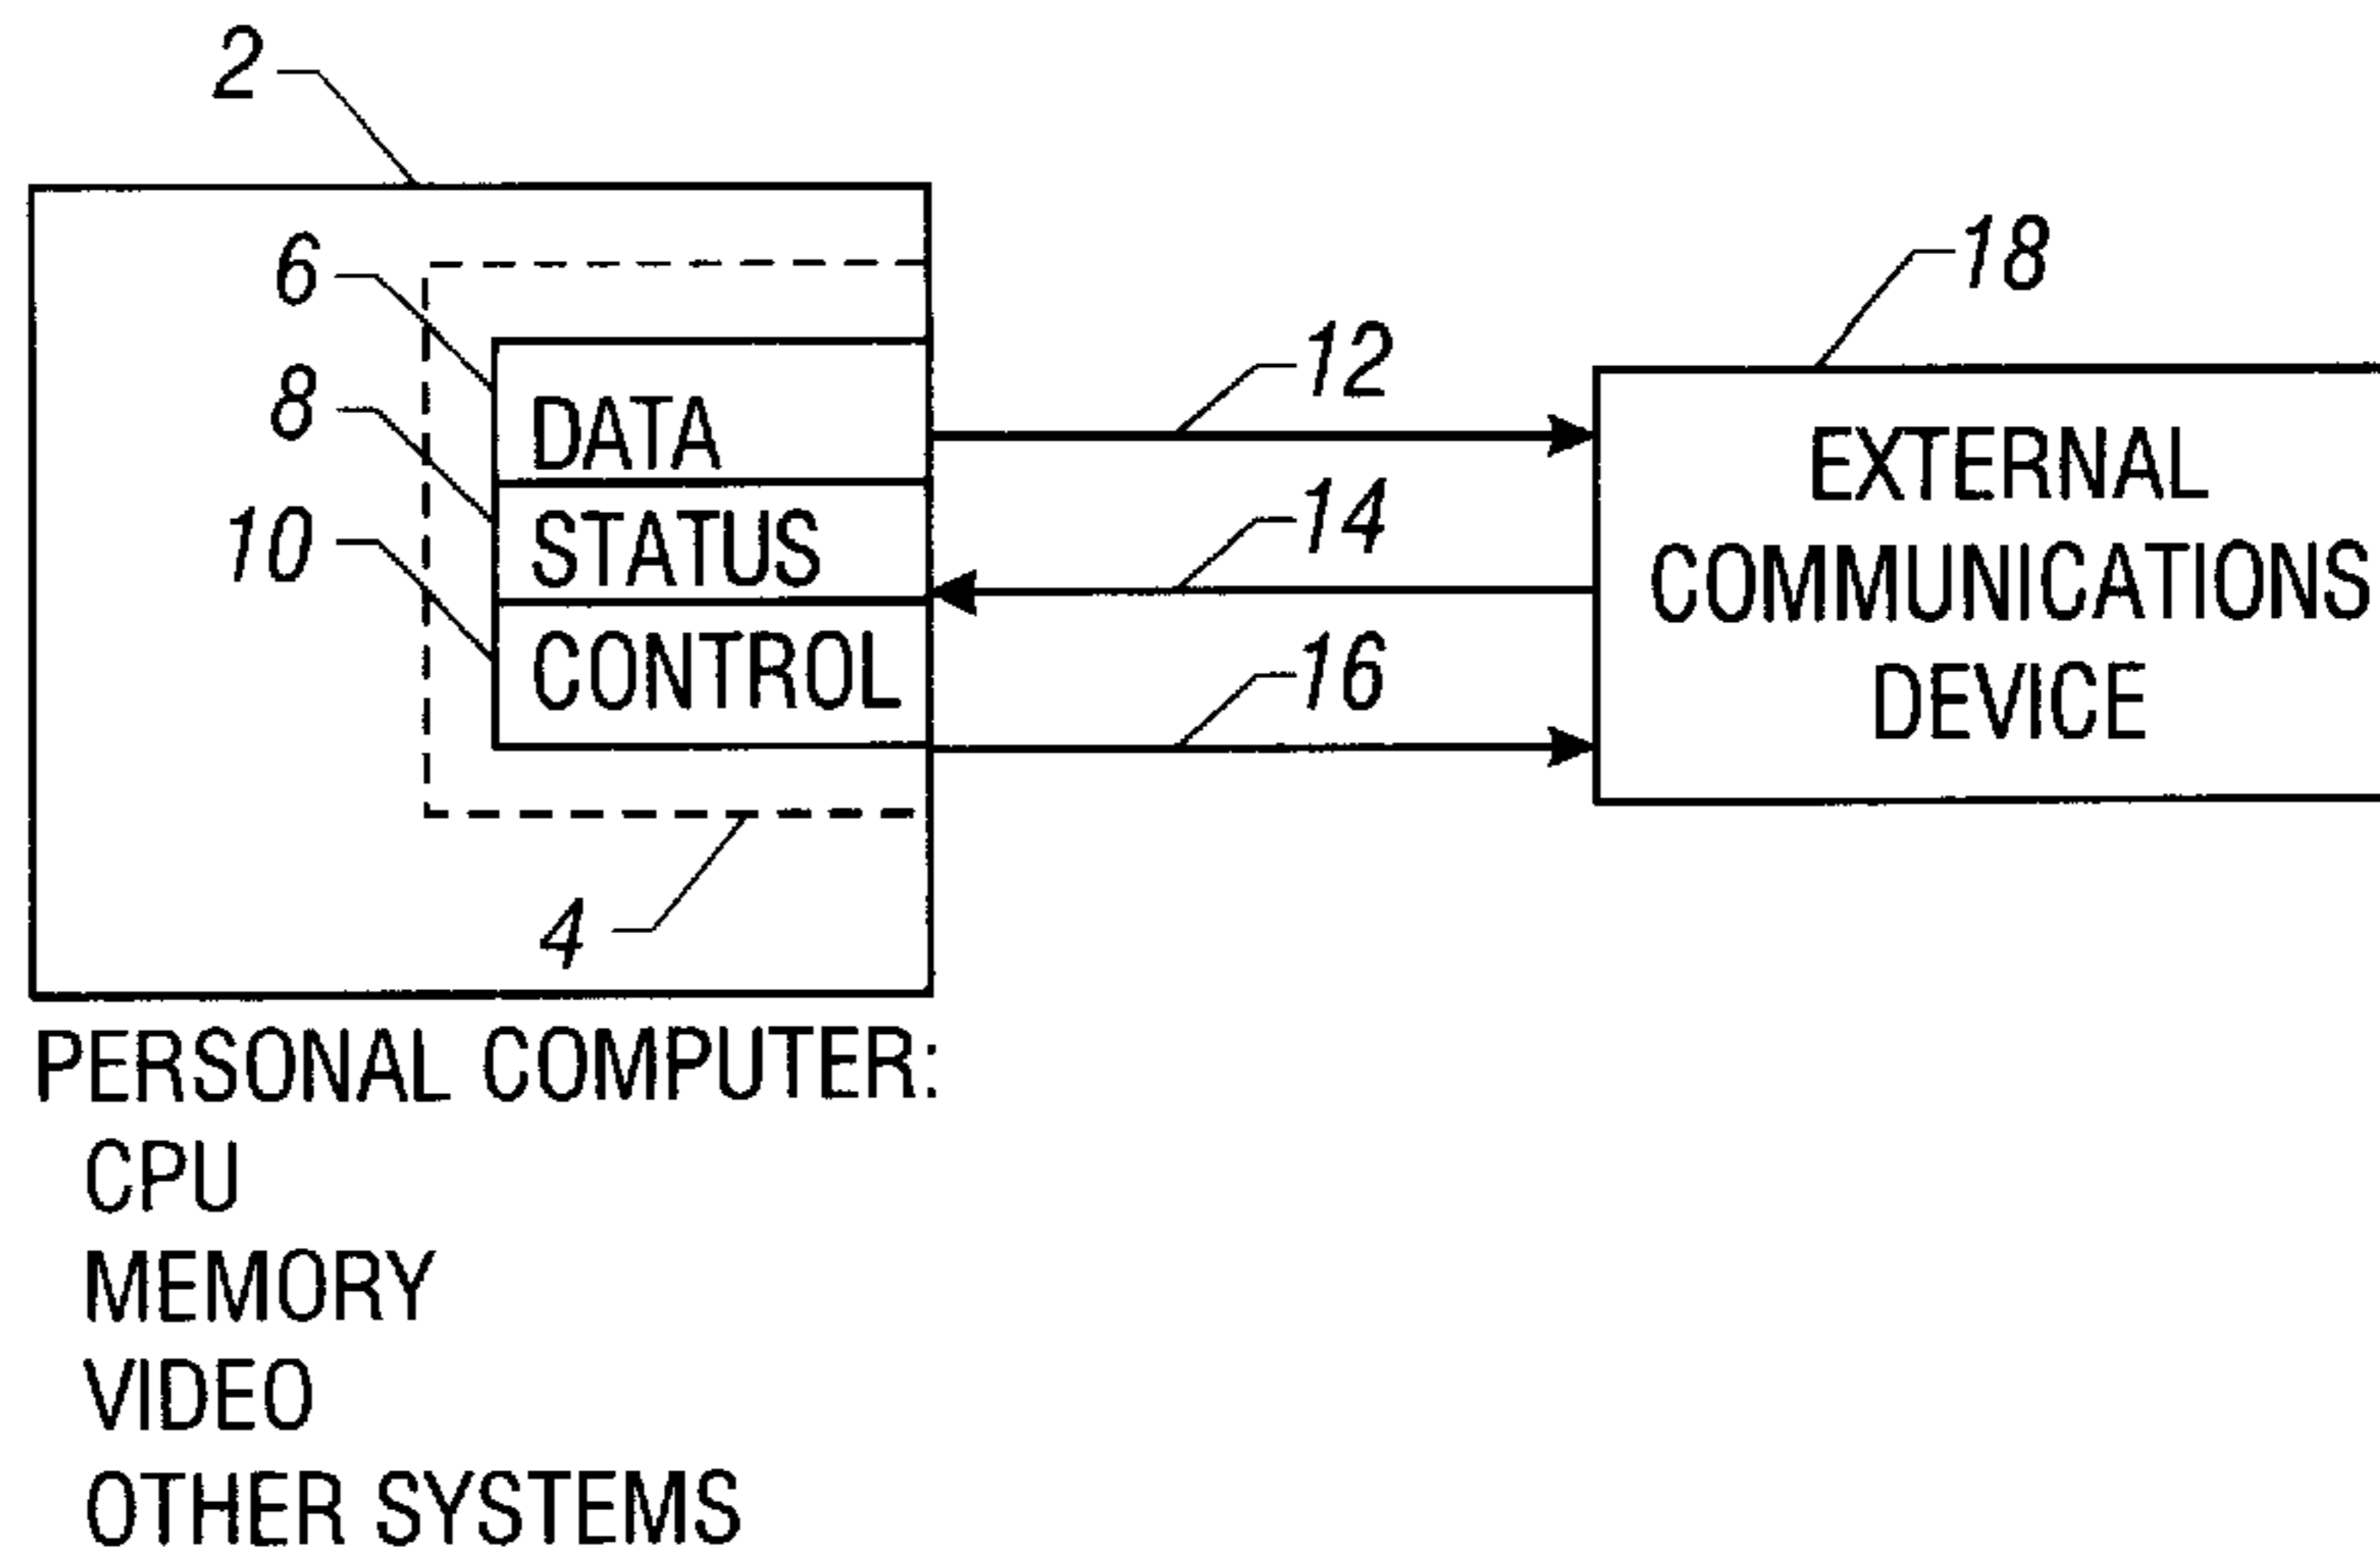 2
6
8
10
DATA
STATUS
CONTROL
4
12
14
16
18
EXTERNAL
COMMUNICATIONS
DEVICE
PERSONAL COMPUTER:
CPU
MEMORY
VIDEO
OTHER SYSTEMS